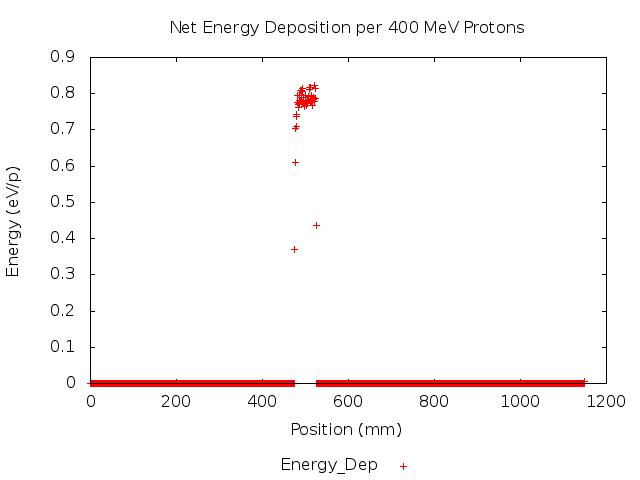 Net Energy Deposition per 400 MeV Protons
0.9
0.8
0.7
0.6
0.5
0.4
0.3
0.2
0.1
0
Energy (eV/p)
0 200 400 600 800 1000 1200
Position (mm)
Energy_Dep